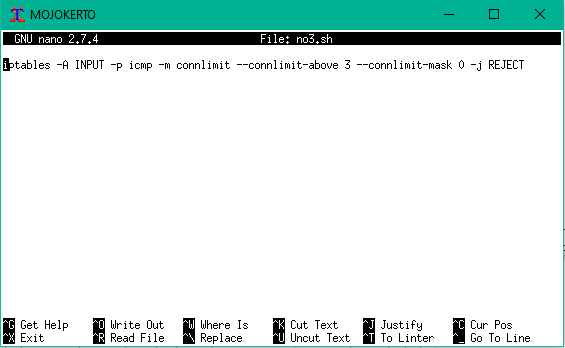 MOJOKERTO
GNU nano 2.7.4 File: no3.sh
iptables -A INPUT -p icmp -m connlimit --connlimit-above 3 --connlimit-mask 0 -j REJECT
^G Get Help ^O Write Out ^W Where Is ^K Cut Text ^J Justify ^C Cur Pos
^X Exit ^R Read File ^\ Replace ^U Uncut Text ^T To Linter ^_ Go To Line